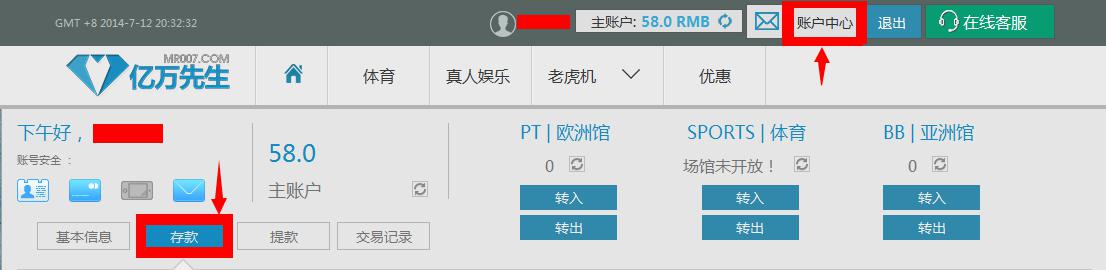 GMT +8 2014-7-12 20:32:32
主账户: 58.0 RMB
账户中心
退出
在线客服
MR007.COM
亿万先生
体育
真人娱乐
老虎机
优惠
下午好，
账号安全：
58.0
主账户
PT | 欧洲馆
0
转入
转出
SPORTS | 体育
场馆未开放！
转入
转出
BB | 亚洲馆
0
转入
转出
基本信息
存款
提款
交易记录